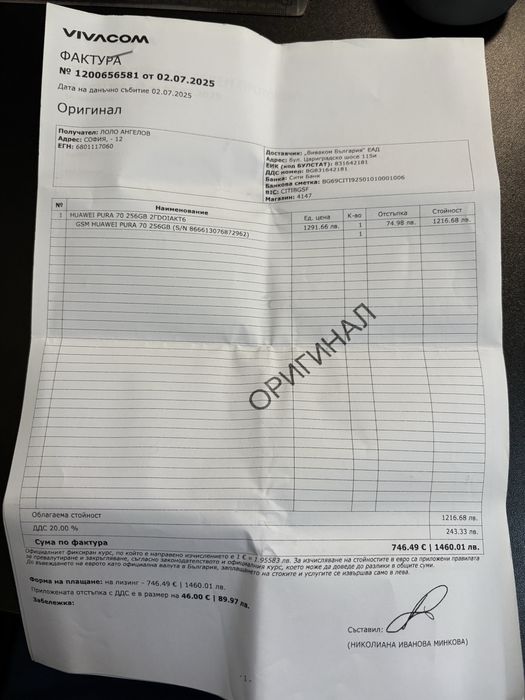 VIVACOM
ФАКТУРА
№ 1200656581 от 02.07.2025
Дата на данъчно събитие 02.07.2025
Оригинал
Получател: ЛОЛО АНГЕЛОВ
Адрес: СОФИЯ, - 12
ЕГН: 6801117060
Доставчик: „Виваком България" ЕАД
Адрес: бул. Цариградско шосе 115и
ЕИК (код БУЛСТАТ): 831642181
ДДС номер: BG831642181
Банка: Сити Банк
Банкова сметка: BG69CITI92501010001006
BIC: CITIBGSF
Магазин: 4147
№ Наименование Ед. цена К-во Отстъпка Стойност
1 HUAWEI PURA 70 256GB 2ГDOIAKT6 1291.66 лв. 1 74.98 лв. 1216.68 лв.
GSM HUAWEI PURA 70 256GB (S/N 866613076872962) 1
ОРИГИНАЛ
Облагаема стойност 1216.68 лв.
ДДС 20.00 % 243.33 лв.
Сума по фактура 746.49 € | 1460.01 лв.
Официалният фиксиран курс, по който е направено изчислението е 1 € = 1.95583 лв. За изчисляване на стойностите в евро са приложени правилата
за превалутиране и закръгляване, съгласно законодателството и официалния курс, което може да доведе до разлики в общите суми.
До въвеждането на еврото като официална валута в България, заплащането на стоките и услугите се извършва само в лева.
Форма на плащане: на лизинг - 746.49 € | 1460.01 лв.
Приложената отстъпка с ДДС е в размер на 46.00 € | 89.97 лв.
Забележка:
Съставил:
(НИКОЛИАНА ИВАНОВА МИНКОВА)
-1-